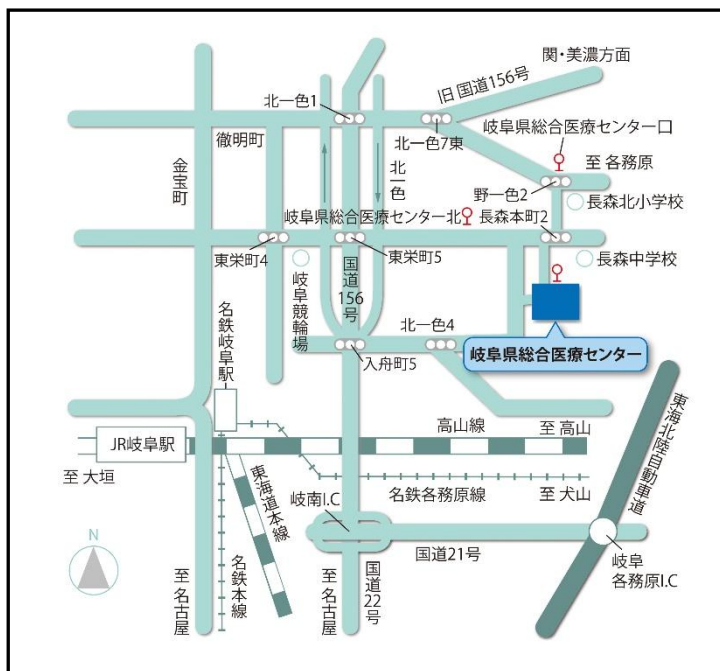 関・美濃方面
旧 国道156号
北一色1
北一色7東
岐阜県総合医療センター口
徹明町
至 各務原
金宝町
北一色
野一色2
長森北小学校
岐阜県総合医療センター北
長森本町2
東栄町4
東栄町5
長森中学校
岐阜競輪場
国道156号
名鉄岐阜駅
北一色4
入舟町5
岐阜県総合医療センター
JR岐阜駅
高山線
至 高山
東海北陸自動車道
至 大垣
東海道本線
名鉄各務原線
至 犬山
岐南I.C
N
国道21号
岐阜
各務原I.C
至 名古屋
名鉄本線
至 名古屋
国道22号